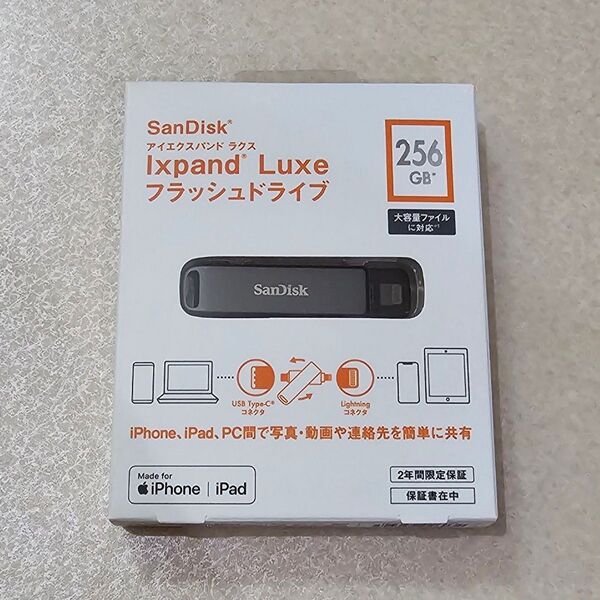 SanDisk®
アイエクスパンド ラクス
Ixpand® Luxe
フラッシュドライブ
256
GB*
大容量ファイル
に対応*1
SanDisk
USB Type-C®
コネクタ
Lightning
コネクタ
iPhone、iPad、PC間で写真・動画や連絡先を簡単に共有
Made for
iPhone | iPad
2年間限定保証
保証書在中